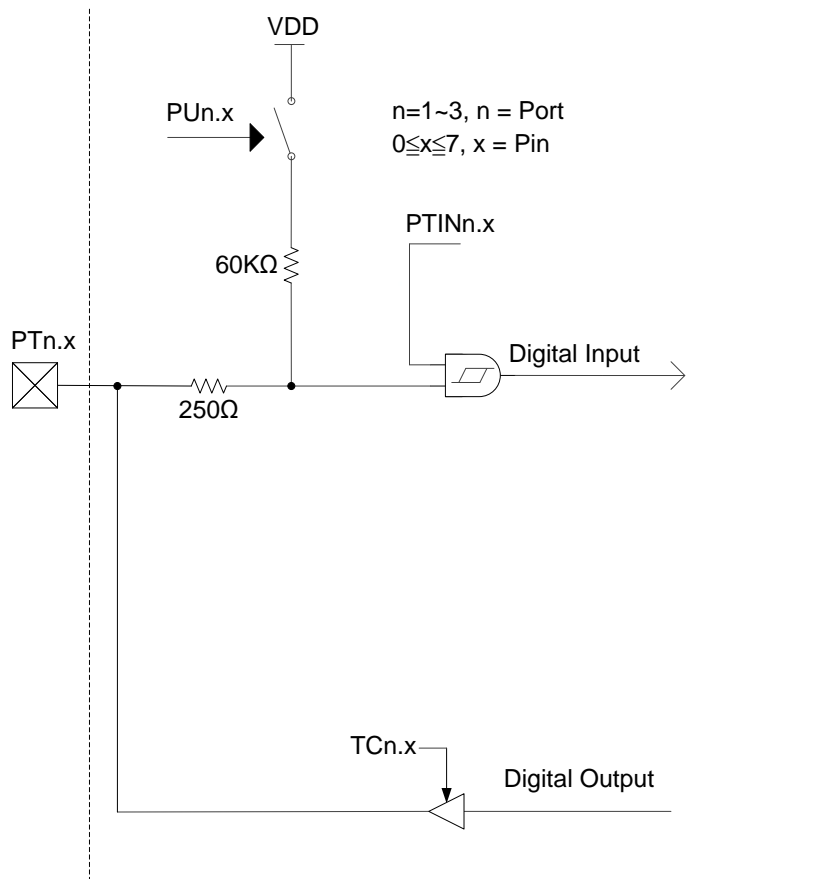 VDD
PUn.x
n=1~3, n = Port
0≦x≦7, x = Pin
PTINn.x
60KΩ
PTn.x
Digital Input
250Ω
TCn.x
Digital Output